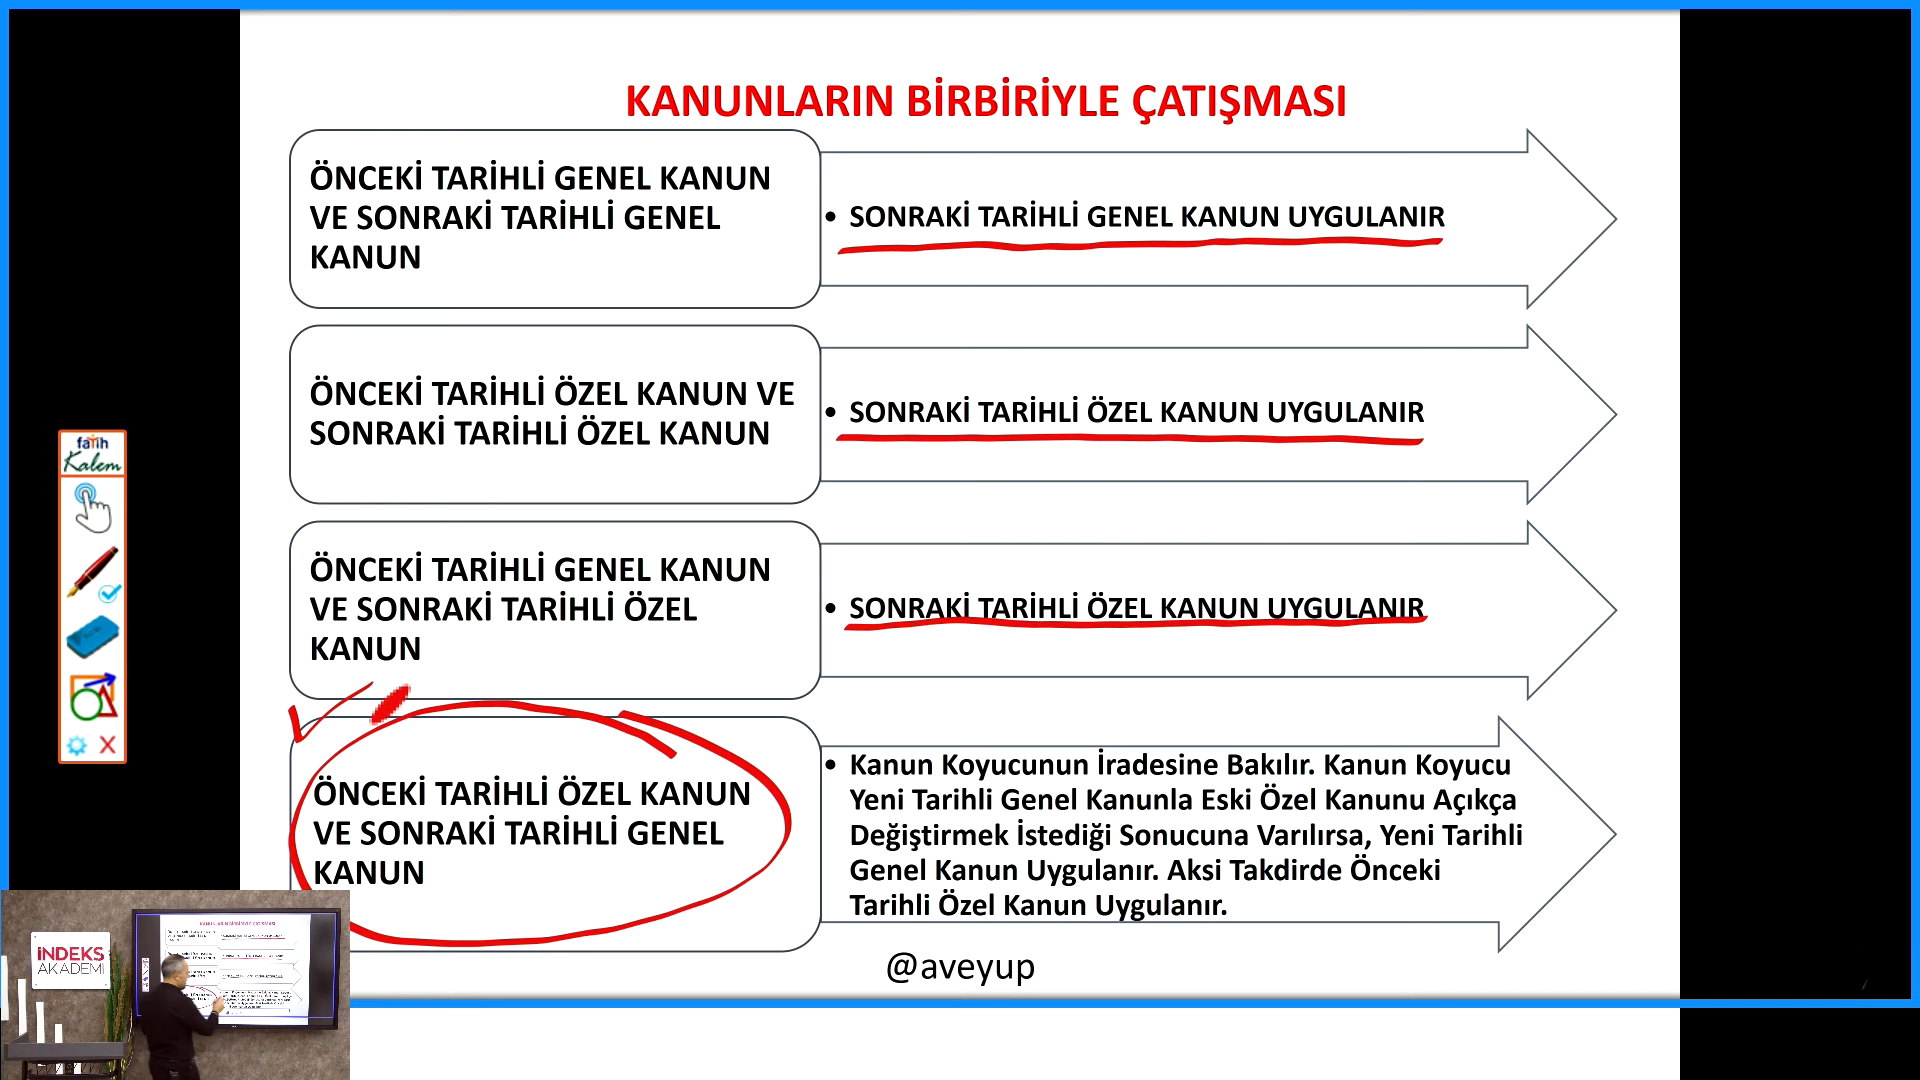 KANUNLARIN BİRBİRİYLE ÇATIŞMASI
ÖNCEKİ TARİHLİ GENEL KANUN
VE SONRAKİ TARİHLİ GENEL
KANUN
• SONRAKİ TARİHLİ GENEL KANUN UYGULANIR
ÖNCEKİ TARİHLİ ÖZEL KANUN VE
SONRAKİ TARİHLİ ÖZEL KANUN
• SONRAKİ TARİHLİ ÖZEL KANUN UYGULANIR
fatih
Kalem
ÖNCEKİ TARİHLİ GENEL KANUN
VE SONRAKİ TARİHLİ ÖZEL
KANUN
• SONRAKİ TARİHLİ ÖZEL KANUN UYGULANIR
ÖNCEKİ TARİHLİ ÖZEL KANUN
VE SONRAKİ TARİHLİ GENEL
KANUN
• Kanun Koyucunun İradesine Bakılır. Kanun Koyucu
Yeni Tarihli Genel Kanunla Eski Özel Kanunu Açıkça
Değiştirmek İstediği Sonucuna Varılırsa, Yeni Tarihli
Genel Kanun Uygulanır. Aksi Takdirde Önceki
Tarihli Özel Kanun Uygulanır.
@aveyup
İNDEKS
AKADEMİ